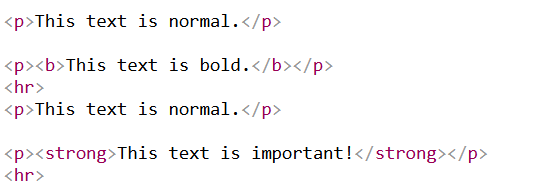 <p>This text is normal.</p>
<p><b>This text is bold.</b></p>
<hr>
<p>This text is normal.</p>
<p><strong>This text is important!</strong></p>
<hr>